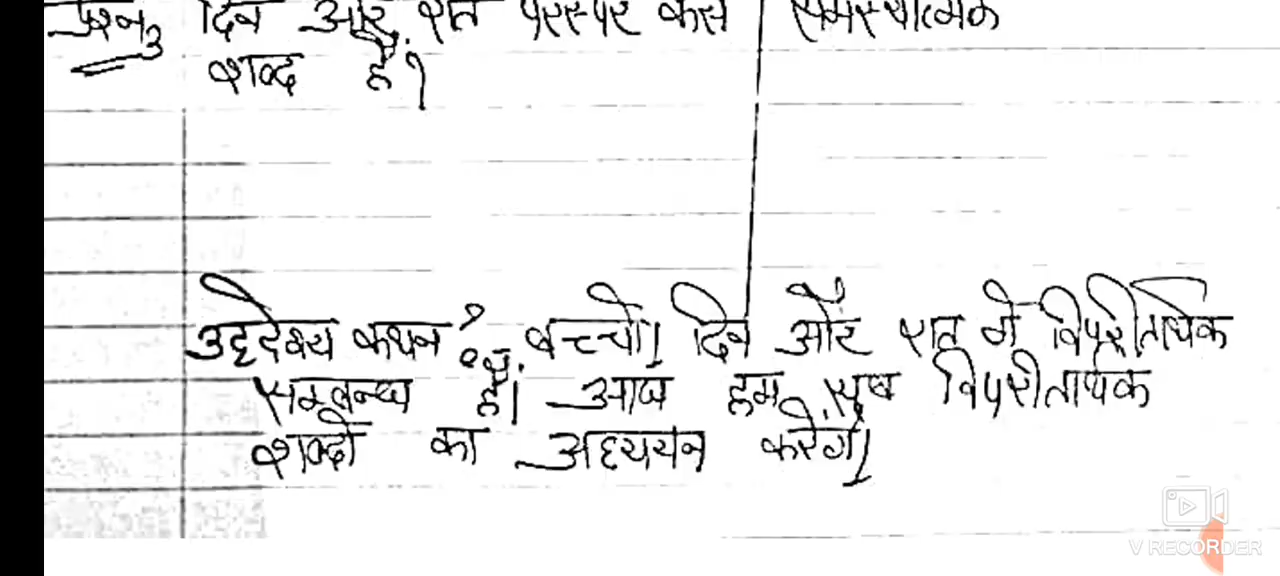 प्रश्न3 दिन और रात परस्पर कैसे समस्यात्मक
शब्द हैं?
उद्देश्य कथन : बच्चो! दिन और रात में विपरीतार्थक
सम्बन्ध है। आज हम विपरीतार्थक
शब्दों का अध्ययन करेंगे।
V RECORDER